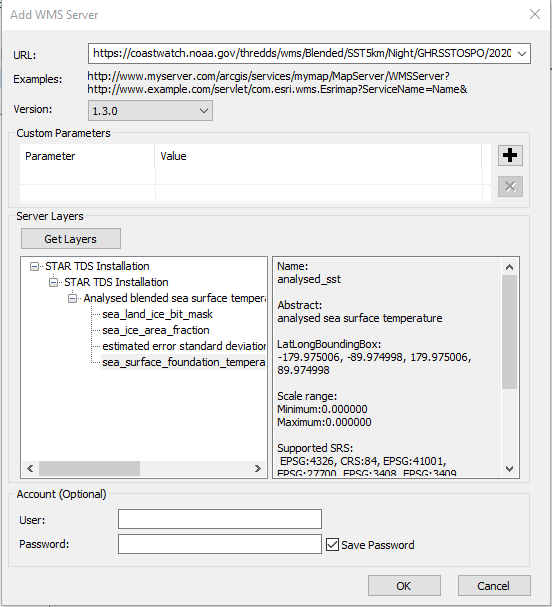 Add WMS Server
URL: https://coastwatch.noaa.gov/thredds/wms/Blended/SST5km/Night/GHRSSTOSPO/2020
Examples: http://www.myserver.com/arcgis/services/mymap/MapServer/WMSServer?
http://www.example.com/servlet/com.esri.wms.Esrimap?ServiceName=Name&
Version: 1.3.0
Custom Parameters
Parameter Value
Server Layers
Get Layers
STAR TDS Installation
STAR TDS Installation
Analysed blended sea surface tempera
sea_land_ice_bit_mask
sea_ice_area_fraction
estimated error standard deviation
sea_surface_foundation_tempera
Name:
analysed_sst
Abstract:
analysed sea surface temperature
LatLongBoundingBox:
-179.975006, -89.974998, 179.975006,
89.974998
Scale range:
Minimum:0.000000
Maximum:0.000000
Supported SRS:
EPSG:4326, CRS:84, EPSG:41001,
EPSG:27700, EPSG:3408, EPSG:3409,
Account (Optional)
User:
Password:
Save Password
OK Cancel